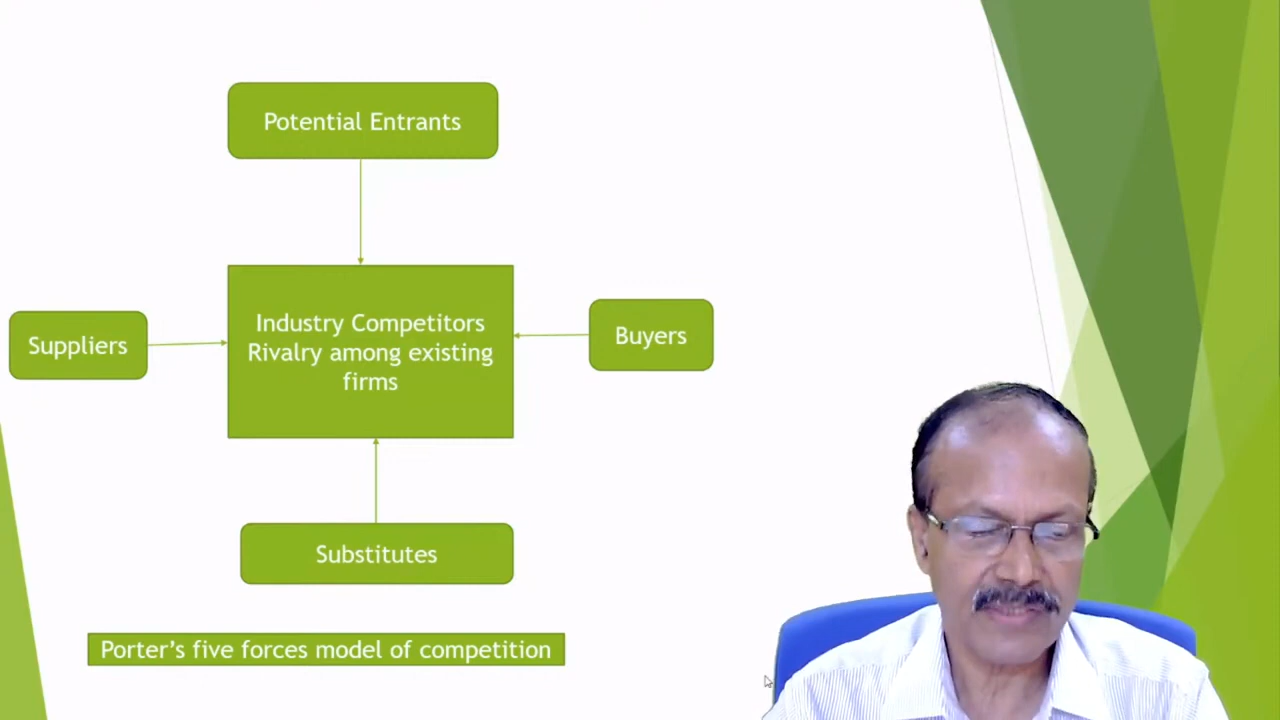 Potential Entrants
Industry Competitors
Rivalry among existing
firms
Suppliers
Buyers
Substitutes
Porter’s five forces model of competition